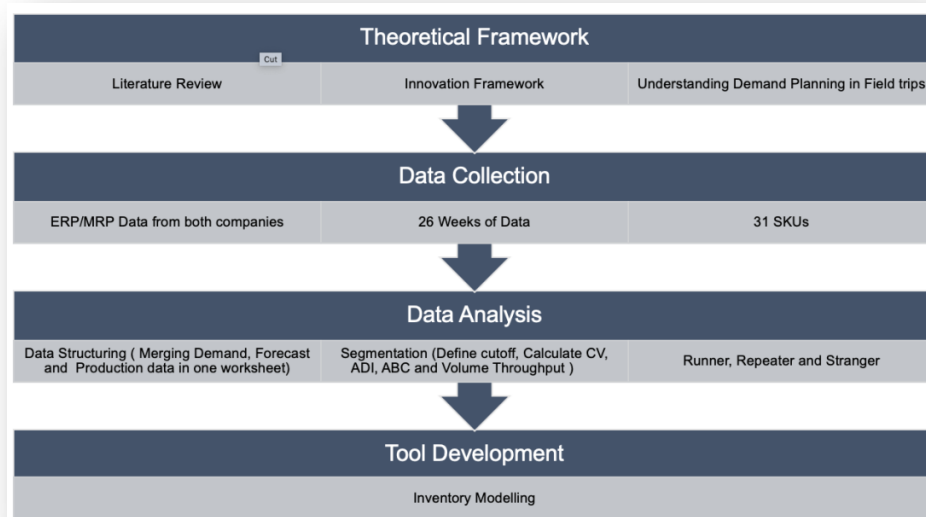 Theoretical Framework
Cut
Literature Review
Innovation Framework
Understanding Demand Planning in Field trips
Data Collection
ERP/MRP Data from both companies
26 Weeks of Data
31 SKUs
Data Analysis
Data Structuring ( Merging Demand, Forecast
and Production data in one worksheet)
Segmentation (Define cutoff, Calculate CV,
ADI, ABC and Volume Throughput )
Runner, Repeater and Stranger
Tool Development
Inventory Modelling